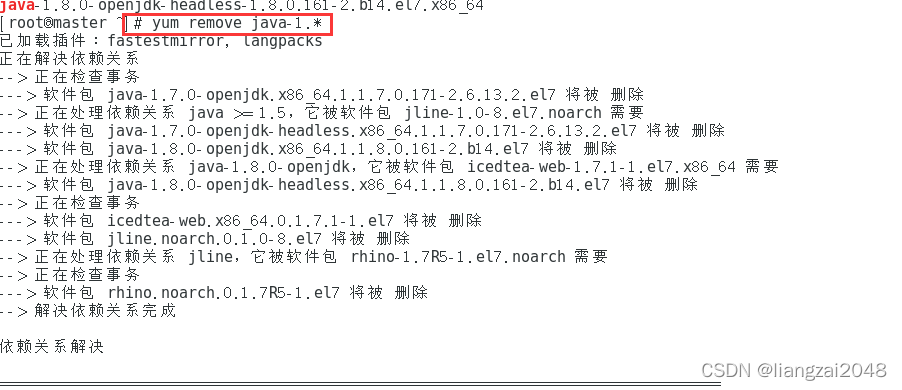 java-1.8.0-openjdk-headless-1.8.0.161-2.b14.el7.x86_64
[root@master ~]# yum remove java-1.*
已加载插件：fastestmirror, langpacks
正在解决依赖关系
--> 正在检查事务
---> 软件包 java-1.7.0-openjdk.x86_64.1.1.7.0.171-2.6.13.2.el7 将被 删除
--> 正在处理依赖关系 java >= 1.5，它被软件包 jline-1.0-8.el7.noarch 需要
---> 软件包 java-1.7.0-openjdk-headless.x86_64.1.1.7.0.171-2.6.13.2.el7 将被 删除
---> 软件包 java-1.8.0-openjdk.x86_64.1.1.8.0.161-2.b14.el7 将被 删除
--> 正在处理依赖关系 java-1.8.0-openjdk，它被软件包 icedtea-web-1.7.1-1.el7.x86_64 需要
---> 软件包 java-1.8.0-openjdk-headless.x86_64.1.1.8.0.161-2.b14.el7 将被 删除
--> 正在检查事务
---> 软件包 icedtea-web.x86_64.0.1.7.1-1.el7 将被 删除
---> 软件包 jline.noarch.0.1.0-8.el7 将被 删除
--> 正在处理依赖关系 jline，它被软件包 rhino-1.7R5-1.el7.noarch 需要
--> 正在检查事务
---> 软件包 rhino.noarch.0.1.7R5-1.el7 将被 删除
--> 解决依赖关系完成
依赖关系解决
CSDN @liangzai2048